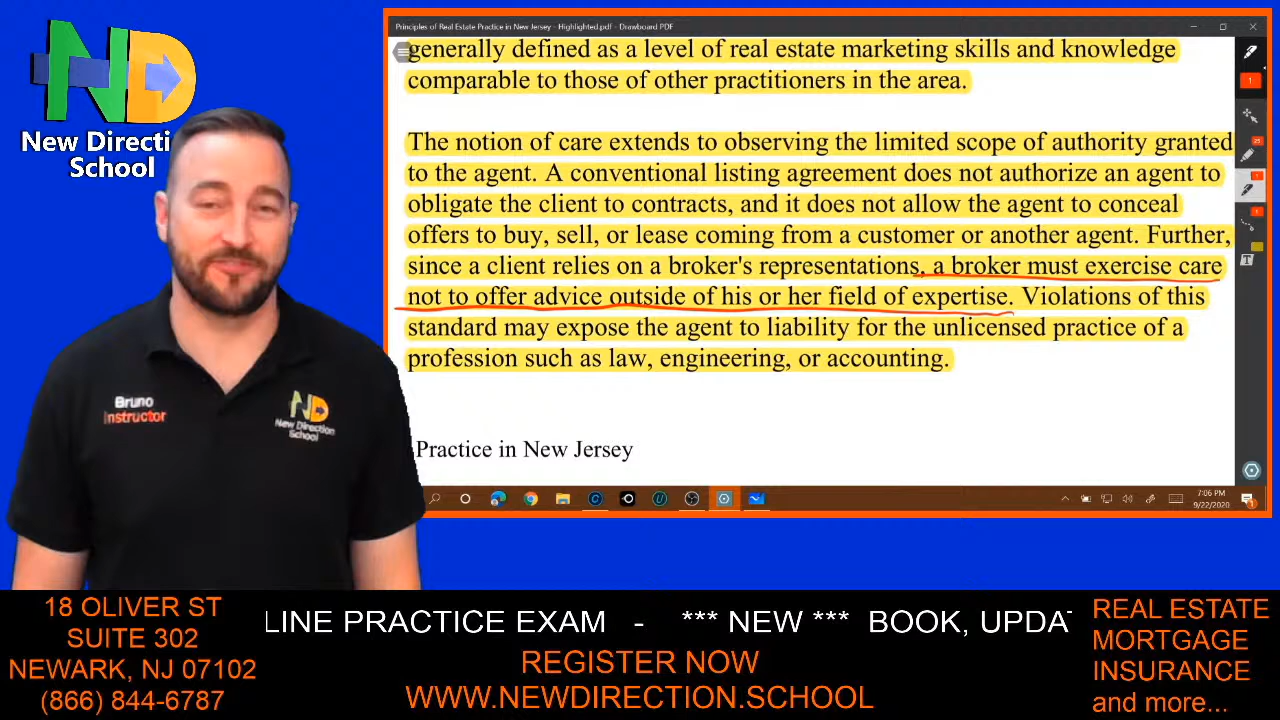 New Directi
School
Bruno
Instructor
New Direction
School
Principles of Real Estate Practice in New Jersey - Highlighted.pdf - Drawboard PDF
generally defined as a level of real estate marketing skills and knowledge
comparable to those of other practitioners in the area.
The notion of care extends to observing the limited scope of authority granted
to the agent. A conventional listing agreement does not authorize an agent to
obligate the client to contracts, and it does not allow the agent to conceal
offers to buy, sell, or lease coming from a customer or another agent. Further,
since a client relies on a broker's representations, a broker must exercise care
not to offer advice outside of his or her field of expertise. Violations of this
standard may expose the agent to liability for the unlicensed practice of a
profession such as law, engineering, or accounting.
Practice in New Jersey
7:06 PM
9/22/2020
18 OLIVER ST
SUITE 302
NEWARK, NJ 07102
(866) 844-6787
LINE PRACTICE EXAM - *** NEW *** BOOK, UPDAT
REGISTER NOW
WWW.NEWDIRECTION.SCHOOL
REAL ESTATE
MORTGAGE
INSURANCE
and more...